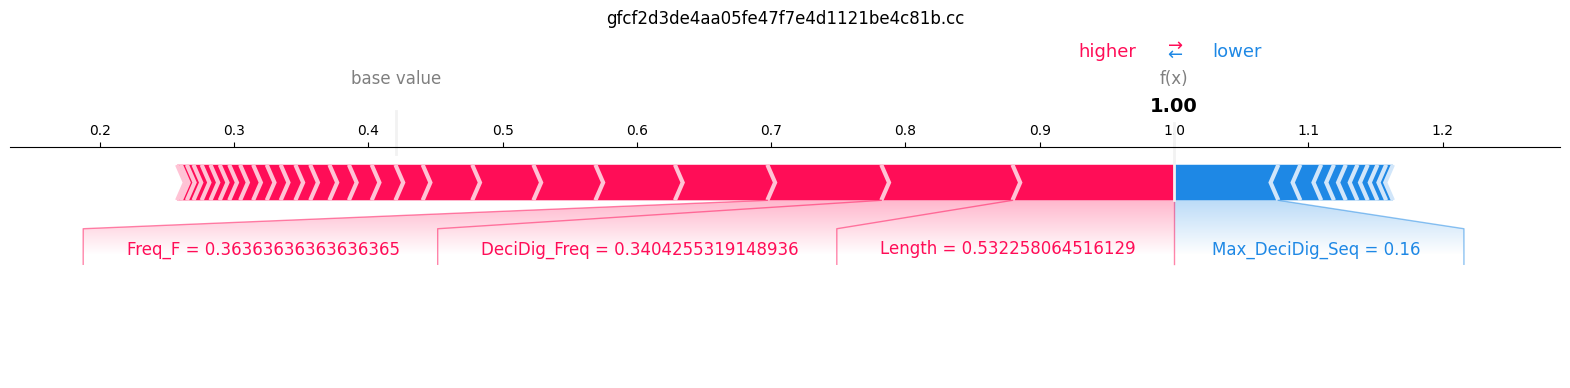 gfcf2d3de4aa05fe47f7e4d1121be4c81b.cc
higher ⇄ lower
base value f(x)
1.00
0.2 0.3 0.4 0.5 0.6 0.7 0.8 0.9 1.0 1.1 1.2
Freq_F = 0.36363636363636365 DeciDig_Freq = 0.3404255319148936 Length = 0.532258064516129 Max_DeciDig_Seq = 0.16